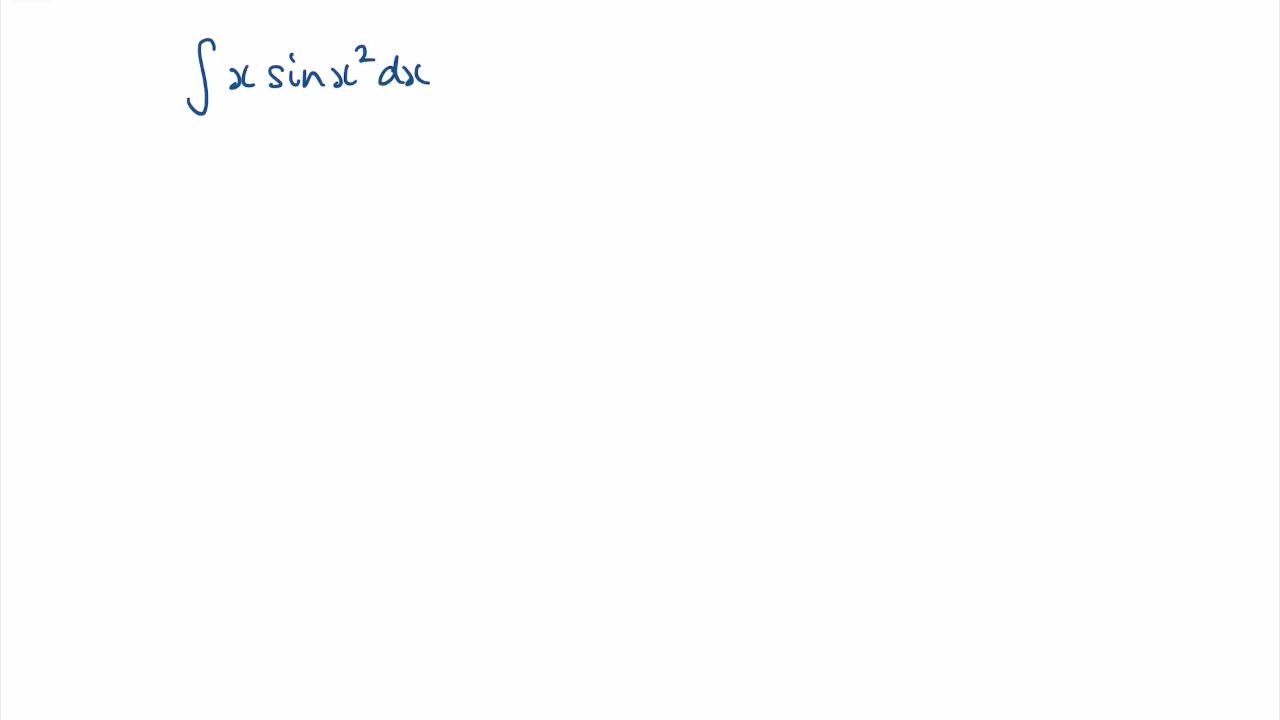 ∫ x sin x² dx